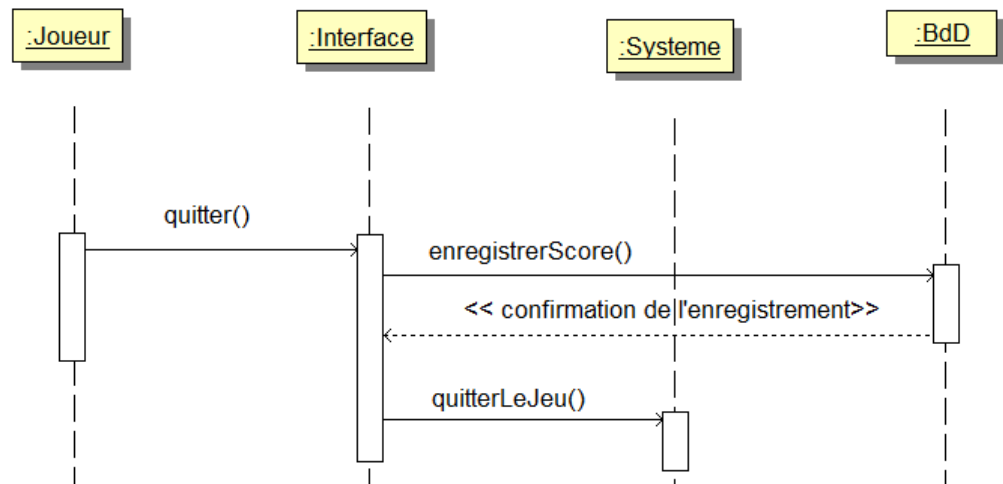 :Joueur
:Interface
:Systeme
:BdD
quitter()
enregistrerScore()
<< confirmation de l'enregistrement>>
quitterLeJeu()